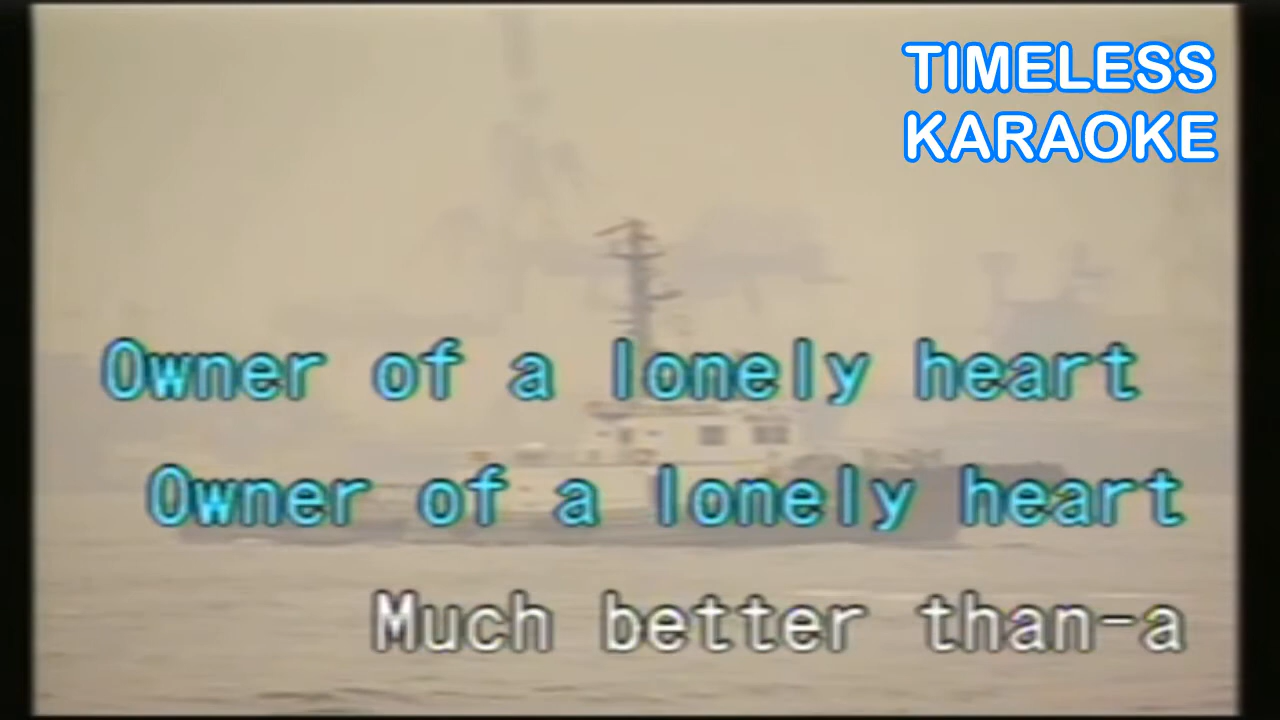 TIMELESS
KARAOKE
Owner of a lonely heart
Owner of a lonely heart
Much better than-a